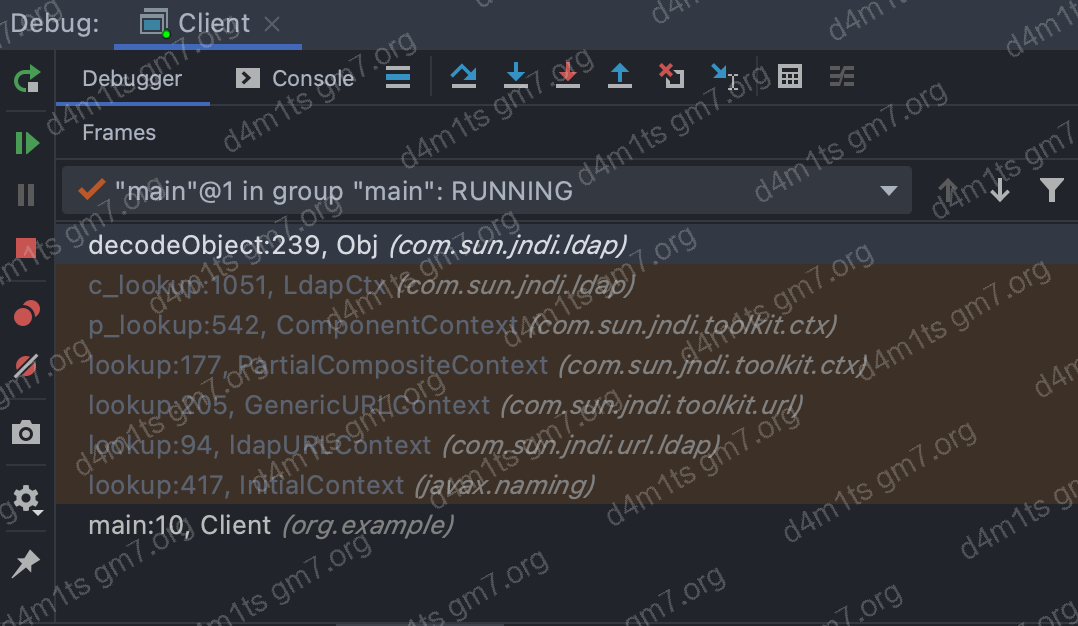 Debug: Client
Debugger Console
Frames
"main"@1 in group "main": RUNNING
decodeObject:239, Obj (com.sun.jndi.ldap)
c_lookup:1051, LdapCtx (com.sun.jndi.ldap)
p_lookup:542, ComponentContext (com.sun.jndi.toolkit.ctx)
lookup:177, PartialCompositeContext (com.sun.jndi.toolkit.ctx)
lookup:205, GenericURLContext (com.sun.jndi.toolkit.url)
lookup:94, ldapURLContext (com.sun.jndi.url.ldap)
lookup:417, InitialContext (javax.naming)
main:10, Client (org.example)
d4m1ts gm7.org